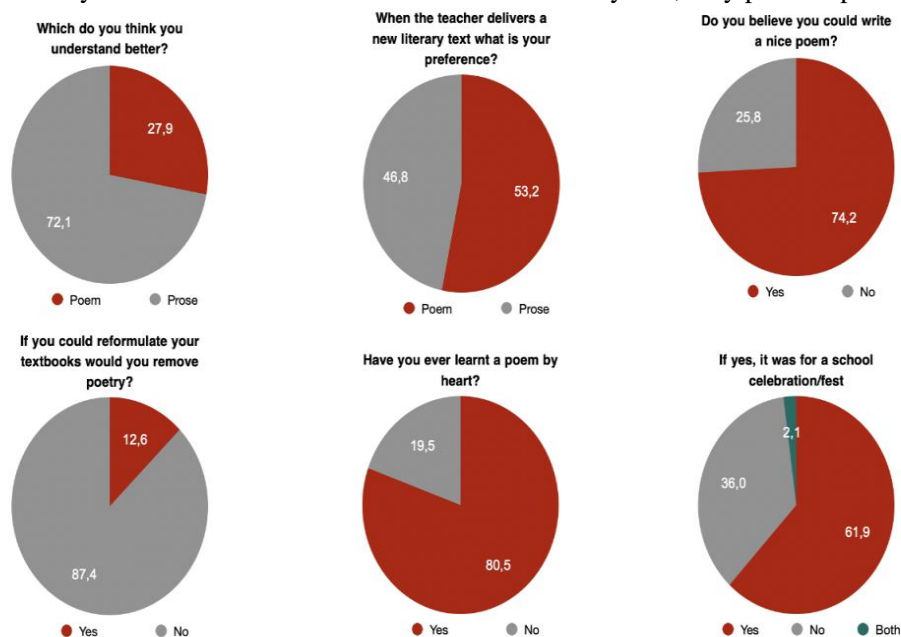 Which do you think you
understand better?
27,9
72,1
Poem Prose
When the teacher delivers a
new literary text what is your
preference?
46,8
53,2
Poem Prose
Do you believe you could write
a nice poem?
25,8
74,2
Yes No
If you could reformulate your
textbooks would you remove
poetry?
12,6
87,4
Yes No
Have you ever learnt a poem by
heart?
19,5
80,5
Yes No
If yes, it was for a school
celebration/fest
2,1
36,0
61,9
Yes No Both